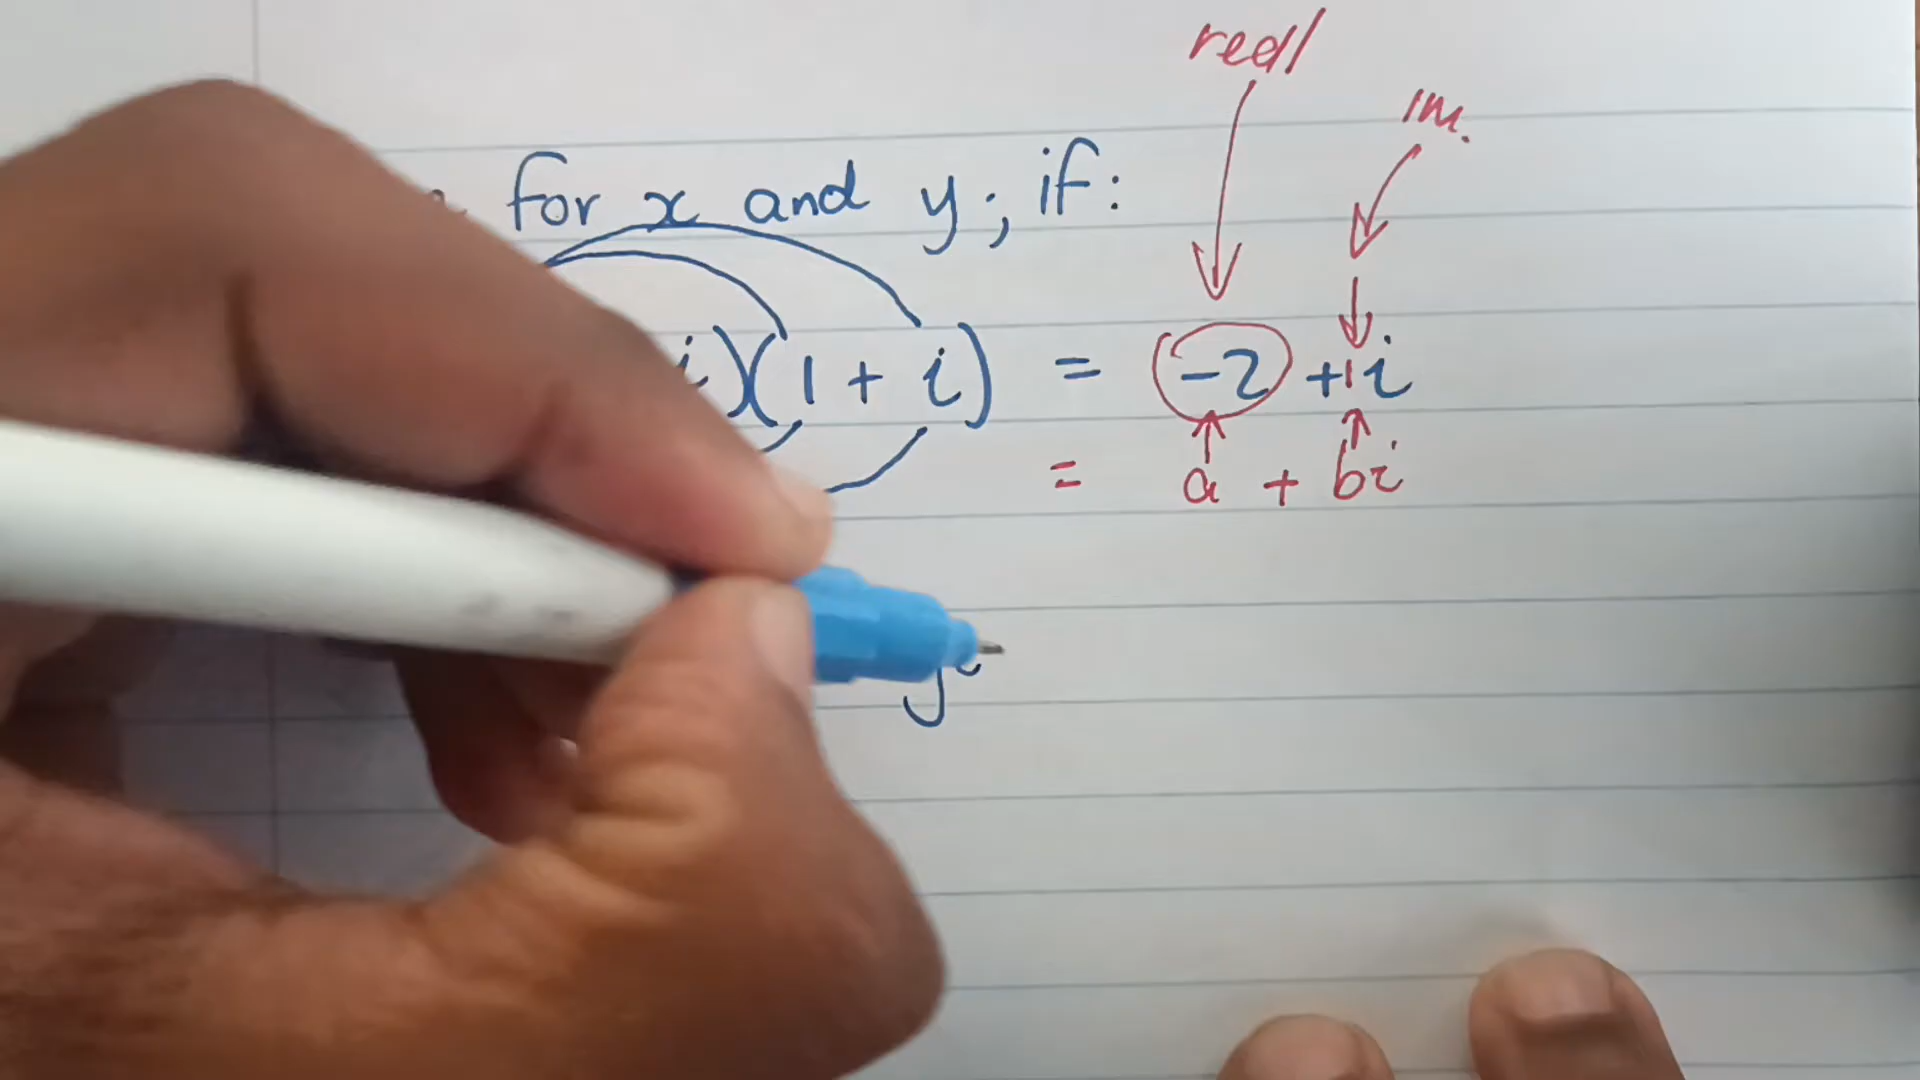 real
im.
for x and y; if:
i)(1 + i) = -2 +1i
= a + bi
y